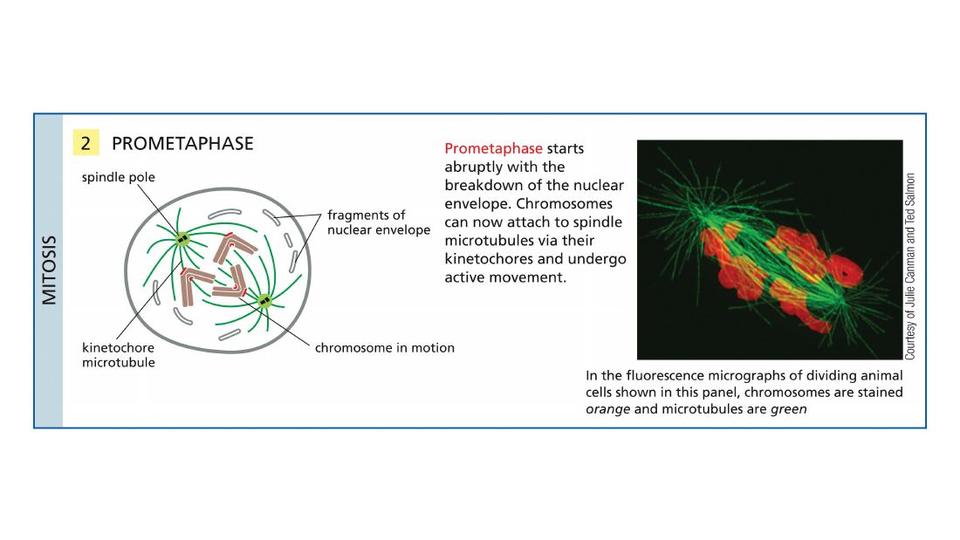 MITOSIS
2 PROMETAPHASE
spindle pole
fragments of
nuclear envelope
kinetochore
microtubule
chromosome in motion
Prometaphase starts
abruptly with the
breakdown of the nuclear
envelope. Chromosomes
can now attach to spindle
microtubules via their
kinetochores and undergo
active movement.
Courtesy of Julie Canman and Ted Salmon
In the fluorescence micrographs of dividing animal
cells shown in this panel, chromosomes are stained
orange and microtubules are green